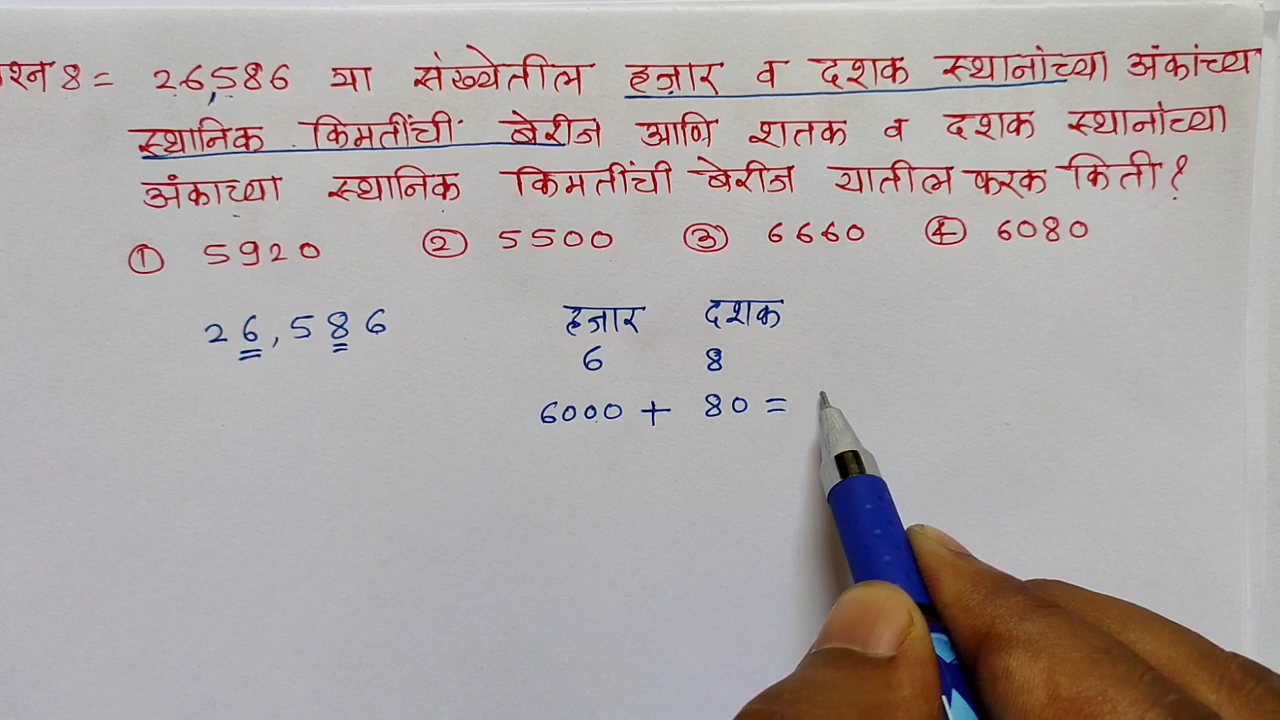 श्न 8 = 26,586 या संख्येतील हजार व दशक स्थानांच्या अंकांच्या
स्थानिक किमतींची बेरीज आणि शतक व दशक स्थानांच्या
अंकाच्या स्थानिक किमतींची बेरीज यातील फरक किती?
① 5920 ② 5500 ③ 6660 ④ 6080
26,586 हजार दशक
6 8
6000 + 80 =